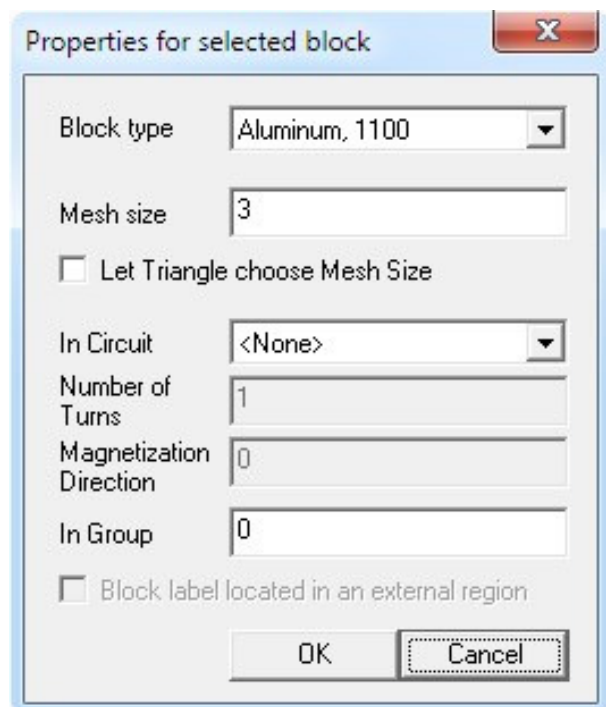 Properties for selected block
Block type
Aluminum, 1100
Mesh size
3
Let Triangle choose Mesh Size
In Circuit
<None>
Number of
Turns
1
Magnetization
Direction
0
In Group
0
Block label located in an external region
OK
Cancel